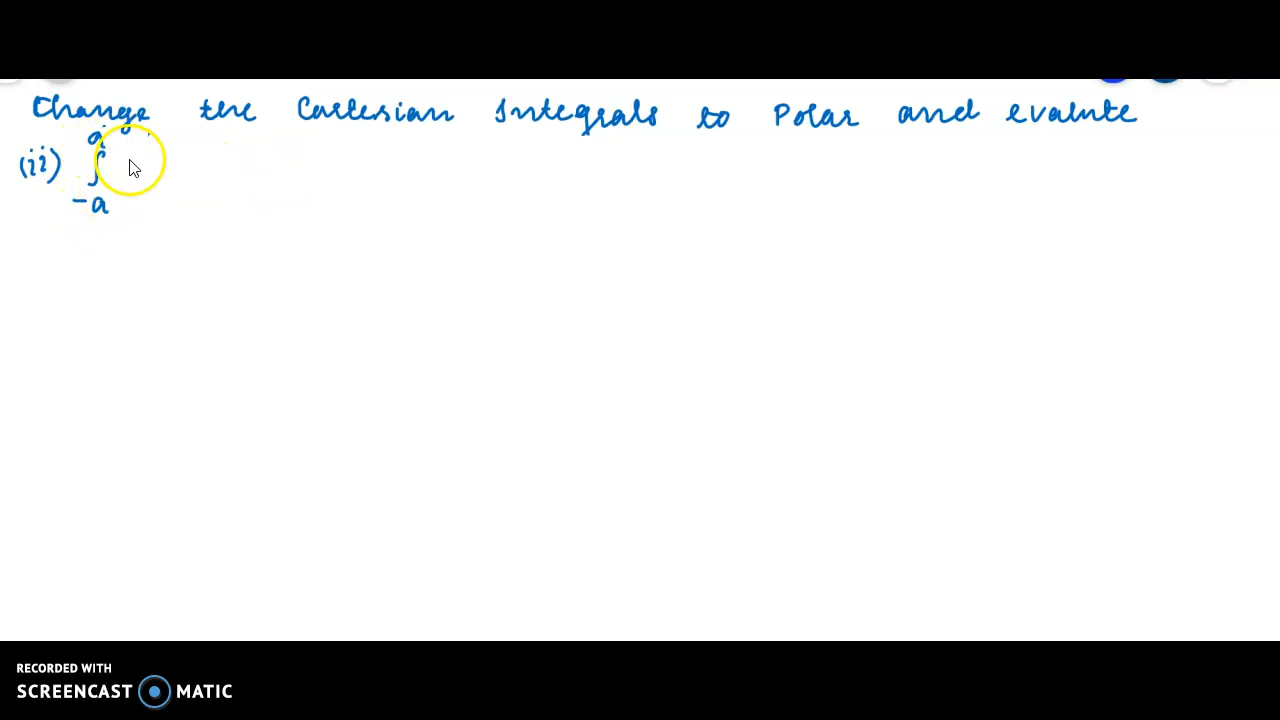 Change the Cartesian Integrals to Polar and evalute
a
(ii) ∫
-a
RECORDED WITH
SCREENCAST MATIC